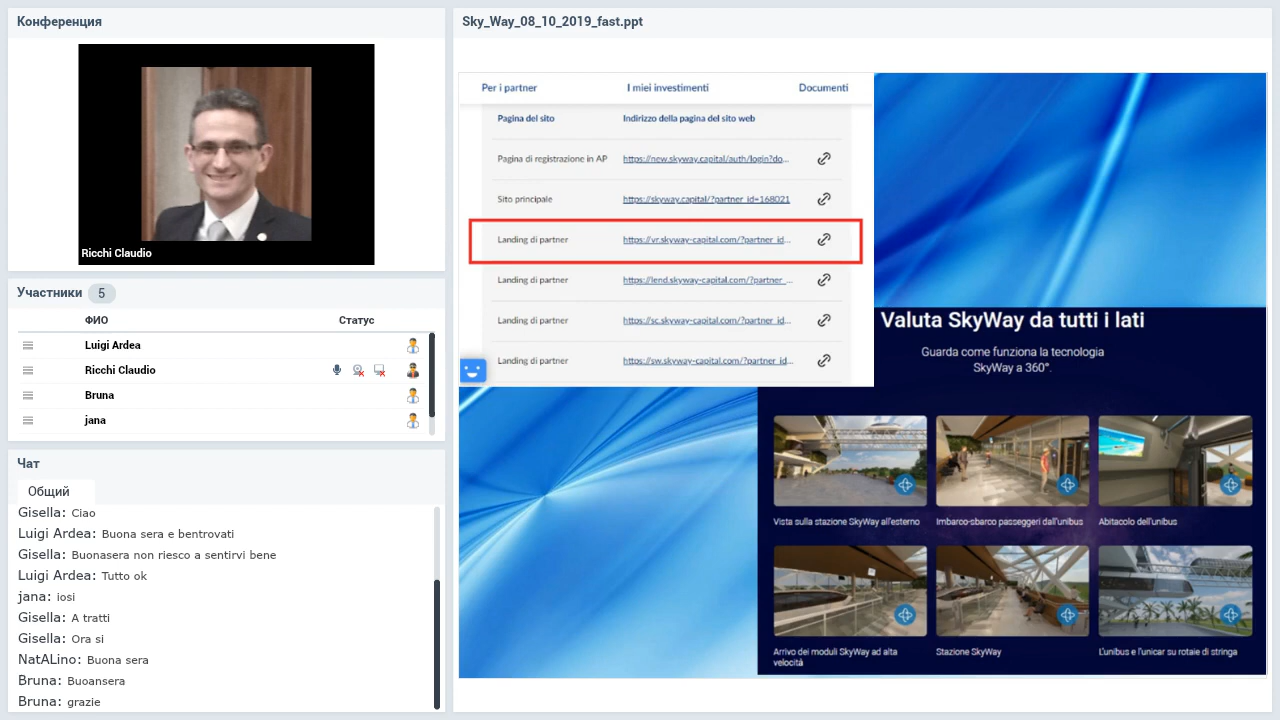 Конференция
Ricchi Claudio
Участники 5
ФИО Статус
Luigi Ardea
Ricchi Claudio
Bruna
jana
Чат
Общий
Gisella: Ciao
Luigi Ardea: Buona sera e bentrovati
Gisella: Buonasera non riesco a sentirvi bene
Luigi Ardea: Tutto ok
jana: iosi
Gisella: A tratti
Gisella: Ora si
NatALino: Buona sera
Bruna: Buoansera
Bruna: grazie
Sky_Way_08_10_2019_fast.ppt
Per i partner I miei investimenti Documenti
Pagina del sito Indirizzo della pagina del sito web
Pagina di registrazione in AP https://new.skyway.capital/auth/login?do...
Sito principale https://skyway.capital/?partner_id=168021
Landing di partner https://vr.skyway-capital.com/?partner_id...
Landing di partner https://lend.skyway-capital.com/?partner_...
Landing di partner https://sc.skyway-capital.com/?partner_id...
Landing di partner https://sw.skyway-capital.com/?partner_id...
Valuta SkyWay da tutti i lati
Guarda come funziona la tecnologia
SkyWay a 360°.
Vista sulla stazione SkyWay all'esterno
Imbarco-sbarco passeggeri dall'unibus
Abitacolo dell'unibus
Arrivo dei moduli SkyWay ad alta
velocità
Stazione SkyWay
L'unibus e l'unicar su rotaie di stringa